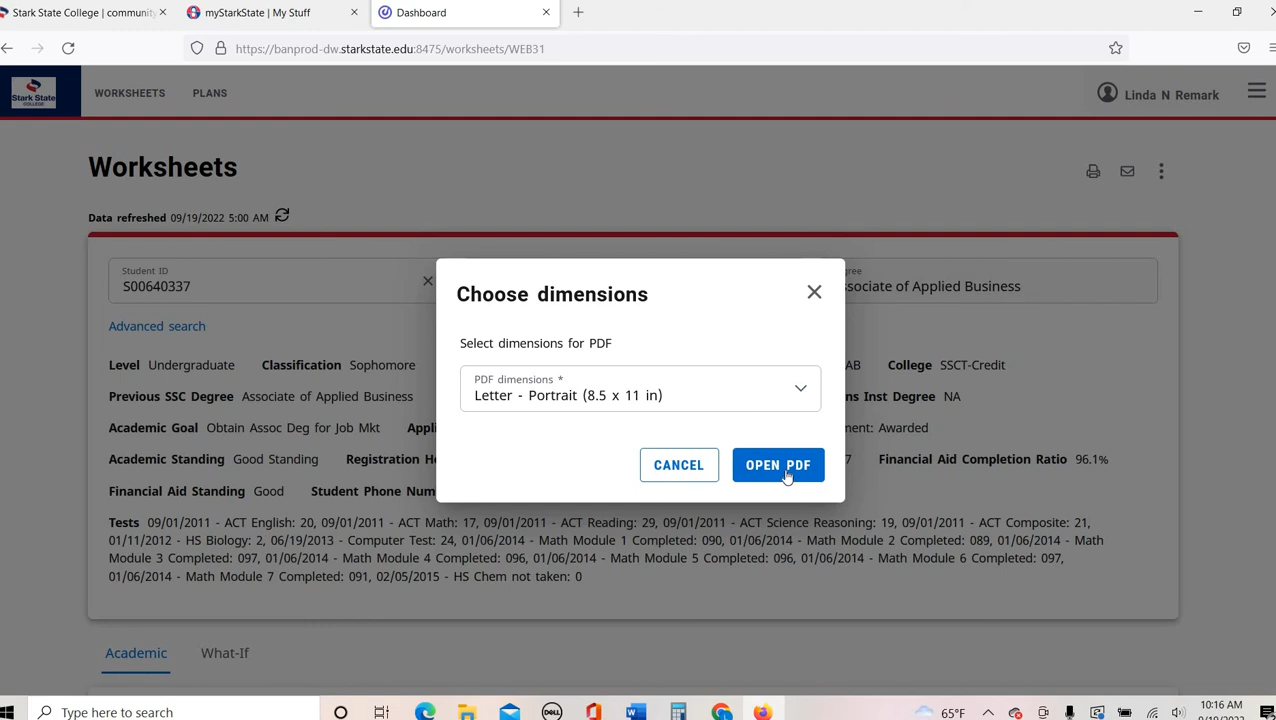 Stark State College | community
myStarkState | My Stuff
Dashboard
https://banprod-dw.starkstate.edu:8475/worksheets/WEB31
Stark State
COLLEGE
WORKSHEETS PLANS
Linda N Remark
Worksheets
Data refreshed 09/19/2022 5:00 AM
Student ID
S00640337
egree
ssociate of Applied Business
Advanced search
Choose dimensions
Select dimensions for PDF
PDF dimensions *
Letter - Portrait (8.5 x 11 in)
CANCEL OPEN PDF
Level Undergraduate Classification Sophomore AB College SSCT-Credit
Previous SSC Degree Associate of Applied Business ns Inst Degree NA
Academic Goal Obtain Assoc Deg for Job Mkt Appli ment: Awarded
Academic Standing Good Standing Registration Ho 7 Financial Aid Completion Ratio 96.1%
Financial Aid Standing Good Student Phone Num
Tests 09/01/2011 - ACT English: 20, 09/01/2011 - ACT Math: 17, 09/01/2011 - ACT Reading: 29, 09/01/2011 - ACT Science Reasoning: 19, 09/01/2011 - ACT Composite: 21,
01/11/2012 - HS Biology: 2, 06/19/2013 - Computer Test: 24, 01/06/2014 - Math Module 1 Completed: 090, 01/06/2014 - Math Module 2 Completed: 089, 01/06/2014 - Math
Module 3 Completed: 097, 01/06/2014 - Math Module 4 Completed: 096, 01/06/2014 - Math Module 5 Completed: 096, 01/06/2014 - Math Module 6 Completed: 097,
01/06/2014 - Math Module 7 Completed: 091, 02/05/2015 - HS Chem not taken: 0
Academic What-If
Type here to search
DELL
65°F
10:16 AM